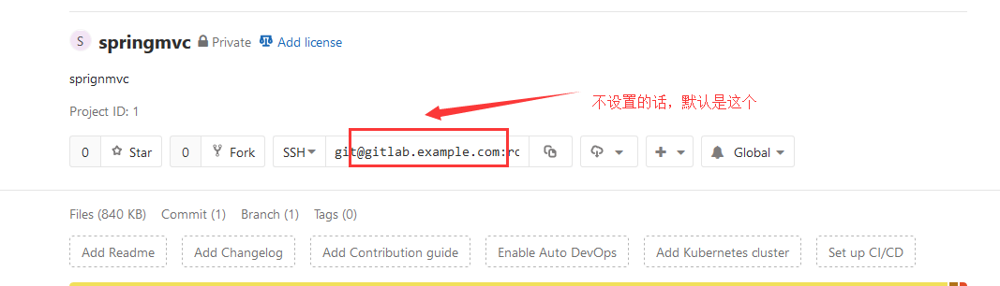 S springmvc Private Add license
sprignmvc
不设置的话，默认是这个
Project ID: 1
0 Star 0 Fork SSH git@gitlab.example.com:rc Global
Files (840 KB) Commit (1) Branch (1) Tags (0)
Add Readme Add Changelog Add Contribution guide Enable Auto DevOps Add Kubernetes cluster Set up CI/CD